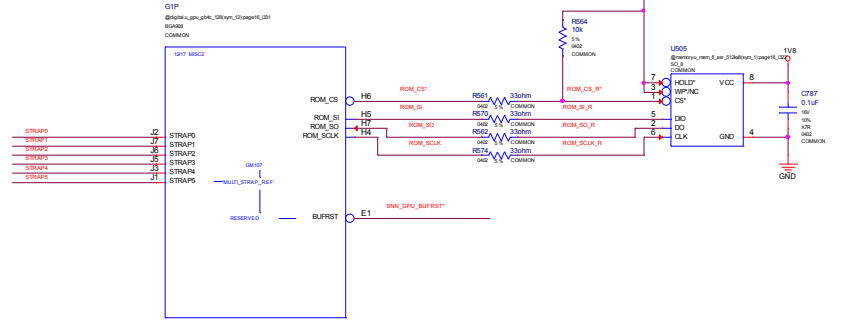 G1P
@digital.u_gpu_gb4c_128(sym_12):page16_I331
BGA908
COMMON
12/17 MISC2
R564
10k
5%
0402
COMMON
U505
SO_8
COMMON
1V8
ROM_CS H6 ROM_CS* R561 33ohm ROM_CS_R*
0402 5% COMMON
ROM_SI H5 ROM_SI R570 33ohm ROM_SI_R
0402 5% COMMON
ROM_SO H7 ROM_SO R562 33ohm ROM_SO_R
0402 5% COMMON
ROM_SCLK H4 ROM_SCLK R574 33ohm ROM_SCLK_R
0402 5% COMMON
7 HOLD* VCC 8
3 WP/NC
1 CS*
5 DIO
2 DO
6 CLK GND 4
C787
0.1uF
16V
10%
X7R
0402
COMMON
GND
STRAP0 J2 STRAP0
STRAP1 J7 STRAP1
STRAP2 J6 STRAP2
STRAP3 J5 STRAP3
STRAP4 J3 STRAP4
STRAP5 J1 STRAP5
GM107
MULTI_STRAP_REF
RESERVED
BUFRST E1 SNN_GPU_BUFRST*